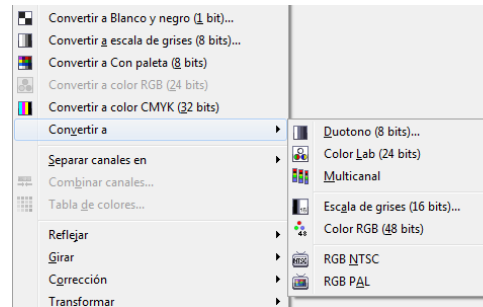 Convertir a Blanco y negro (1 bit)...
Convertir a escala de grises (8 bits)...
Convertir a Con paleta (8 bits)
Convertir a color RGB (24 bits)
Convertir a color CMYK (32 bits)
Convertir a
Separar canales en
Combinar canales...
Tabla de colores...
Reflejar
Girar
Corrección
Transformar
Duotono (8 bits)...
Color Lab (24 bits)
Multicanal
Escala de grises (16 bits)...
48
Color RGB (48 bits)
NTSC
RGB NTSC
RGB PAL